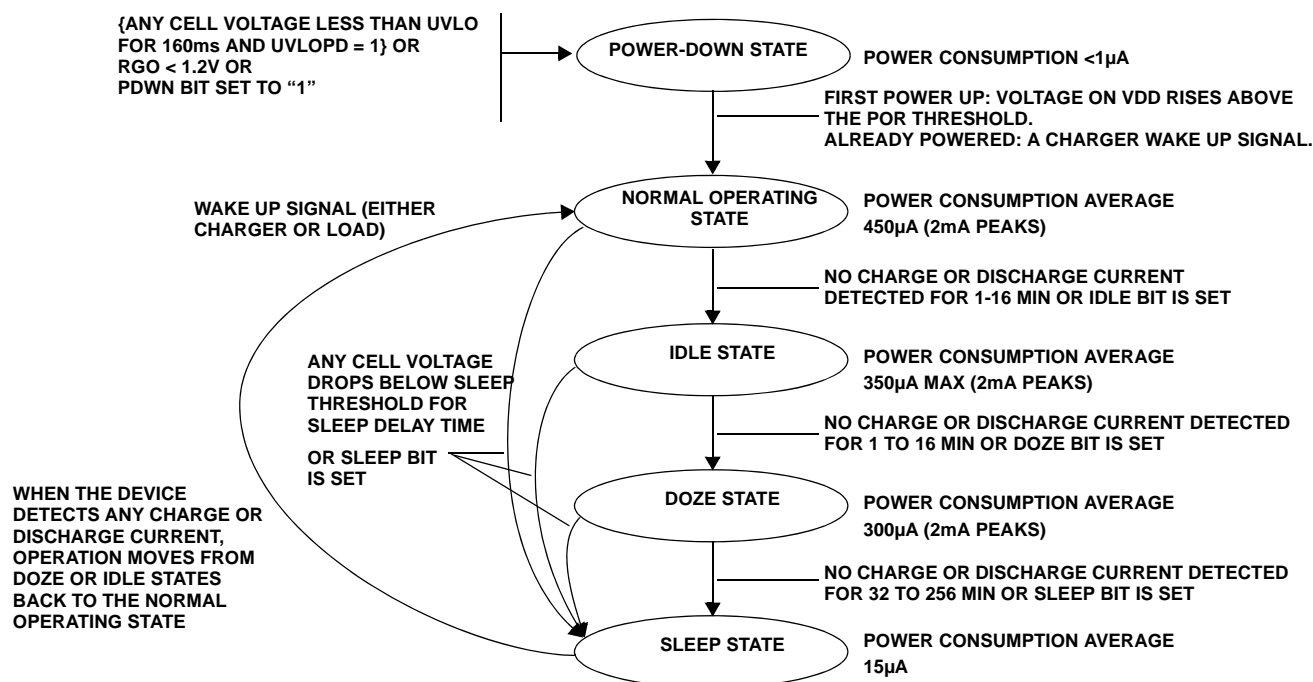 {ANY CELL VOLTAGE LESS THAN UVLO
FOR 160ms AND UVLOPD = 1} OR
RGO < 1.2V OR
PDWN BIT SET TO “1”
POWER-DOWN STATE
POWER CONSUMPTION <1µA
FIRST POWER UP: VOLTAGE ON VDD RISES ABOVE
THE POR THRESHOLD.
ALREADY POWERED: A CHARGER WAKE UP SIGNAL.
WAKE UP SIGNAL (EITHER
CHARGER OR LOAD)
NORMAL OPERATING
STATE
POWER CONSUMPTION AVERAGE
450µA (2mA PEAKS)
NO CHARGE OR DISCHARGE CURRENT
DETECTED FOR 1-16 MIN OR IDLE BIT IS SET
ANY CELL VOLTAGE
DROPS BELOW SLEEP
THRESHOLD FOR
SLEEP DELAY TIME
OR SLEEP BIT
IS SET
IDLE STATE
POWER CONSUMPTION AVERAGE
350µA MAX (2mA PEAKS)
NO CHARGE OR DISCHARGE CURRENT DETECTED
FOR 1 TO 16 MIN OR DOZE BIT IS SET
WHEN THE DEVICE
DETECTS ANY CHARGE OR
DISCHARGE CURRENT,
OPERATION MOVES FROM
DOZE OR IDLE STATES
BACK TO THE NORMAL
OPERATING STATE
DOZE STATE
POWER CONSUMPTION AVERAGE
300µA (2mA PEAKS)
NO CHARGE OR DISCHARGE CURRENT DETECTED
FOR 32 TO 256 MIN OR SLEEP BIT IS SET
SLEEP STATE
POWER CONSUMPTION AVERAGE
15µA